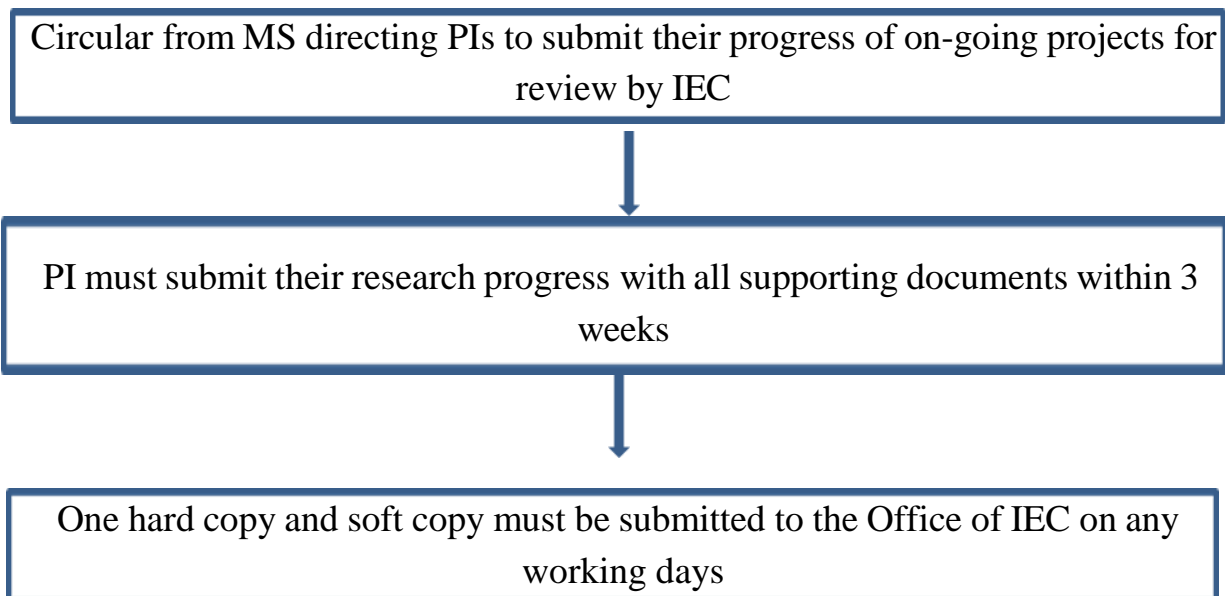 Circular from MS directing PIs to submit their progress of on-going projects for
review by IEC
PI must submit their research progress with all supporting documents within 3
weeks
One hard copy and soft copy must be submitted to the Office of IEC on any
working days